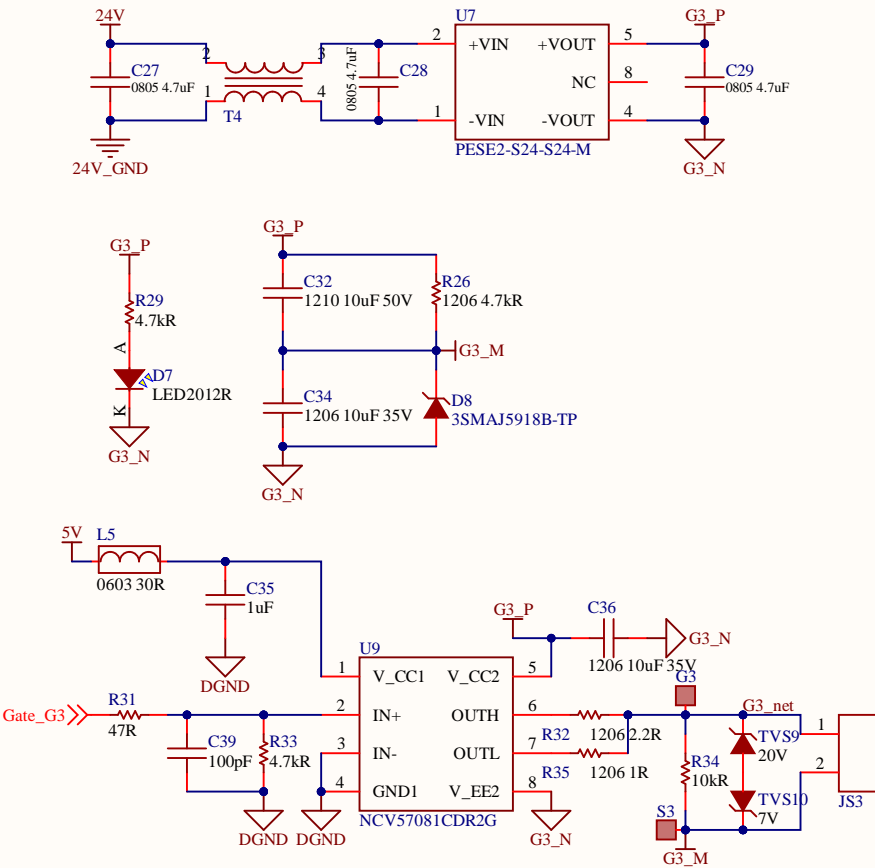 24V
U7
G3_P
2
3
2
+VIN
+VOUT
5
C27
0805 4.7uF
0805 4.7uF
C28
NC
8
C29
0805 4.7uF
1
4
T4
1
-VIN
-VOUT
4
24V_GND
PESE2-S24-S24-M
G3_N
G3_P
R29
4.7kR
A
D7
LED2012R
K
G3_N
G3_P
C32
1210 10uF 50V
R26
1206 4.7kR
G3_M
C34
1206 10uF 35V
D8
3SMAJ5918B-TP
G3_N
5V
L5
0603 30R
C35
1uF
DGND
G3_P
C36
G3_N
1206 10uF 35V
U9
1
V_CC1
V_CC2
5
Gate_G3
R31
47R
2
IN+
OUTH
6
R32
1206 2.2R
G3
G3_net
C39
100pF
R33
4.7kR
3
IN-
OUTL
7
R35
1206 1R
R34
10kR
TVS9
20V
1
2
JS3
4
GND1
V_EE2
8
TVS10
7V
DGND
DGND
NCV57081CDR2G
G3_N
S3
G3_M